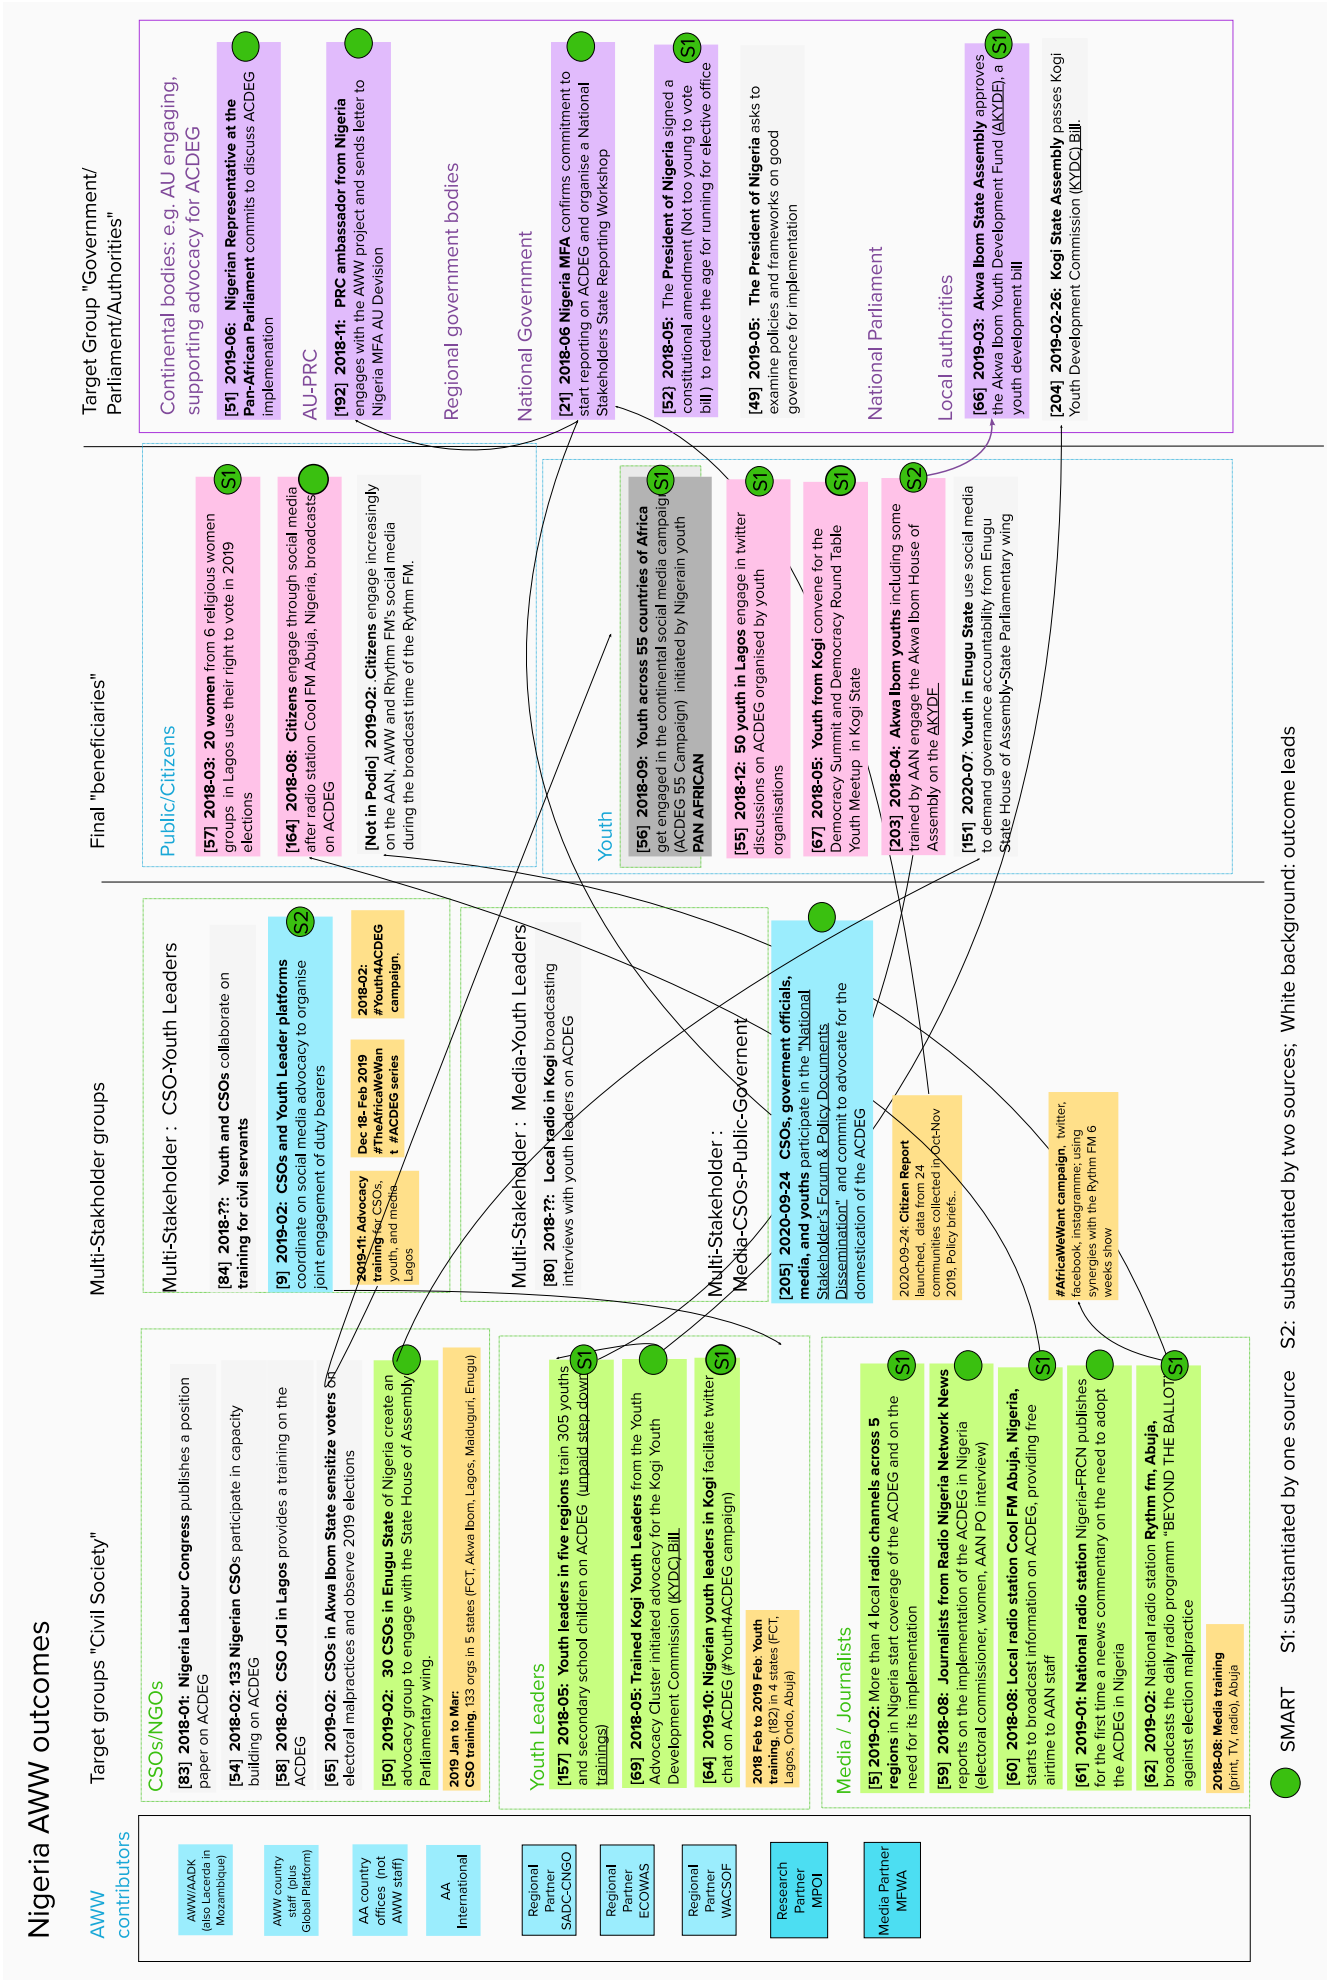 Nigeria AWW outcomes
AWW
contributors
AWW/AADK
(also Lacerda in
Mozambique)
AWW country
staff  (plus
Global Platform)
AA country
offices  (not
AWW staff)
AA
International
Regional
Partner
SADC-CNGO
Regional
Partner
ECOWAS
Regional
Partner
WACSOF
Research
Partner
MPOI
Media Partner
MFWA
Target groups "Civil Society"
CSOs/NGOs
[83]  2018-01:  Nigeria Labour Congress publishes a position
paper on ACDEG
[54]  2018-02: 133 Nigerian CSOs participate in capacity
building on ACDEG
[58]  2018-02:  CSO JCI in Lagos provides a training on the
ACDEG
[65]  2019-02:  CSOs in Akwa Ibom State sensitize voters on
electoral malpractices and observe 2019 elections
[50]  2019-02:   30 CSOs in Enugu State of Nigeria create an
advocacy group to engage with the State House of Assembly
Parliamentary wing.
2019 Jan to Mar:
CSO training, 133 orgs in 5 states (FCT, Akwa Ibom, Lagos, Maiduguri, Enugu)
Youth Leaders
[157]  2018-05:  Youth leaders in five regions train 305 youths
and secondary school children on ACDEG  (unpaid step down
trainings)
S1
[69]  2018-05: Trained Kogi Youth Leaders from the Youth
Advocacy Cluster initiated advocacy for the Kogi Youth
Development Commission (KYDC) Bill.
[64]  2019-10: Nigerian youth leaders in Kogi faciliate twitter
chat on ACDEG (#Youth4ACDEG campaign)
S1
2018 Feb to 2019 Feb: Youth
training, (182) in 4 states (FCT,
Lagos, Ondo, Abuja)
Media / Journalists
[5] 2019-02: More than 4 local radio channels across 5
regions in Nigeria start coverage of the ACDEG and on the
need for its implementation
S1
[59]  2018-08:  Journalists from Radio Nigeria Network News
reports on the implementation of the ACDEG in Nigeria
(electoral commissioner, women, AAN PO interview)
[60]  2018-08: Local radio station Cool FM Abuja, Nigeria,
starts to broadcast information on ACDEG, providing free
airtime to AAN staff
S1
[61]  2019-01: National radio station Nigeria-FRCN publishes
for the first time a news commentary on the need to adopt
the ACDEG in Nigeria
[62]  2019-02: National radio station Rythm fm, Abuja,
broadcasts the daily radio programm "BEYOND THE BALLOT"
against election malpractice
S1
2018-08: Media training
(print, TV, radio), Abuja
Multi-Stakholder groups
Multi-Stakeholder :  CSO-Youth Leaders
[84]  2018-??:   Youth and CSOs collaborate on
training for civil servants
[9]  2019-02:  CSOs and Youth Leader platforms
coordinate on social media advocacy to organise
joint engagement of duty bearers
S2
2019-11: Advocacy
training for CSOs,
youth, and media
Lagos
Dec 18- Feb 2019
#TheAfricaWeWan
t  #ACDEG series
2018-02:
#Youth4ACDEG
campaign,
Multi-Stakeholder :  Media-Youth Leaders
[80]  2018-??:   Local radio in Kogi broadcasting
interviews with youth leaders on ACDEG
Multi-Stakeholder :
Media-CSOs-Public-Governent
[205]  2020-09-24   CSOs, goverment officials,
media, and youths participate in the "National
Stakeholder's Forum & Policy Documents
Dissemination"  and commit to advocate for the
domestication of the ACDEG
2020-09-24: Citizen Report
launched,  data from 24
communities collected in Oct-Nov
2019, Policy briefs..
#AfricaWeWant campaign,  twitter,
facebook, instagramme; using
synergies with the Rythm FM 6
weeks show
Final "beneficiaries"
Public/Citizens
[57]  2018-03:  20 women from 6 religious women
groups  in Lagos use their right to vote in 2019
elections
S1
[164]  2018-08:  Citizens engage through social media
after radio station Cool FM Abuja, Nigeria, broadcasts
on ACDEG
[Not in Podio]  2019-02:  Citizens engage increasingly
on the AAN, AWW and Rhythm FM's social media
during the broadcast time of the Rythm FM.
Youth
[56]  2018-09:  Youth across 55 countries of Africa
get engaged in the continental social media campaign
(ACDEG 55 Campaign)  initiated by Nigerain youth
PAN AFRICAN
S1
[55]  2018-12:  50 youth in Lagos engage in twitter
discussions on ACDEG organised by youth
organisations
S1
[67]  2018-05:  Youth from Kogi convene for the
Democracy Summit and Democracy Round Table
Youth Meetup  in Kogi State
S1
[203]  2018-04:  Akwa Ibom youths including some
trained by AAN engage the Akwa Ibom House of
Assembly on the AKYDF
S2
[151]  2020-07: Youth in Enugu State use social media
to demand governance accountability from Enugu
State House of Assembly-State Parliamentary wing
Target Group "Government/
Parliament/Authorities"
Continental bodies: e.g. AU engaging,
supporting advocacy for ACDEG
[51]  2019-06:   Nigerian Representative at the
Pan-African Parliament commits to discuss ACDEG
implemenation
AU-PRC
[192]  2018-11:   PRC ambassador from Nigeria
engages with the AWW project and sends letter to
Nigeria MFA AU Devision
Regional government bodies
National Government
[21]  2018-06 Nigeria MFA confirms commitment to
start reporting on ACDEG and organise a National
Stakeholders State Reporting Workshop
[52]  2018-05:  The President of Nigeria signed a
constitutional amendment (Not too young to vote
bill )  to reduce the age for running for elective office
S1
[49]  2019-05:   The President of Nigeria asks to
examine policies and frameworks on good
governance for implementation
National Parliament
Local authorities
[66]  2019-03:  Akwa Ibom State Assembly approves
the Akwa Ibom Youth Development Fund (AKYDF), a
youth development bill
S1
[204]  2019-02-26:  Kogi State Assembly passes Kogi
Youth Development Commission (KYDC) Bill.
SMART     S1: substantiated by one source    S2:  substantiated by two sources;  White background: outcome leads